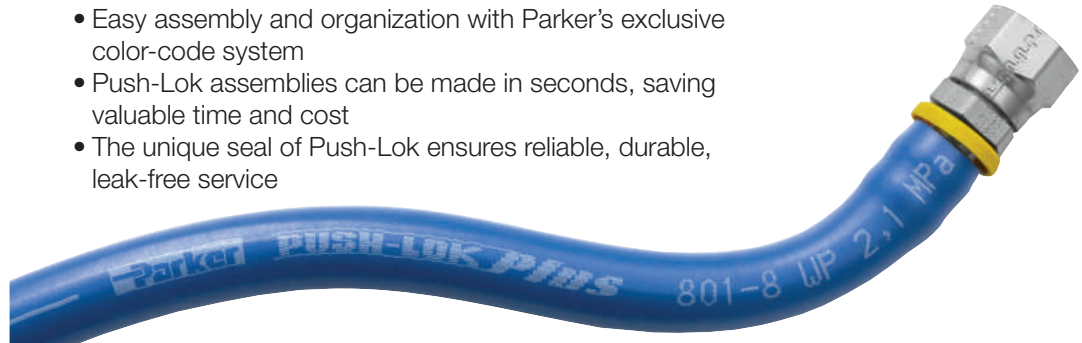 • Easy assembly and organization with Parker’s exclusive
color-code system
• Push-Lok assemblies can be made in seconds, saving
valuable time and cost
• The unique seal of Push-Lok ensures reliable, durable,
leak-free service
Parker PUSH-LOK Plus 801-8 WP 2,1 MPa